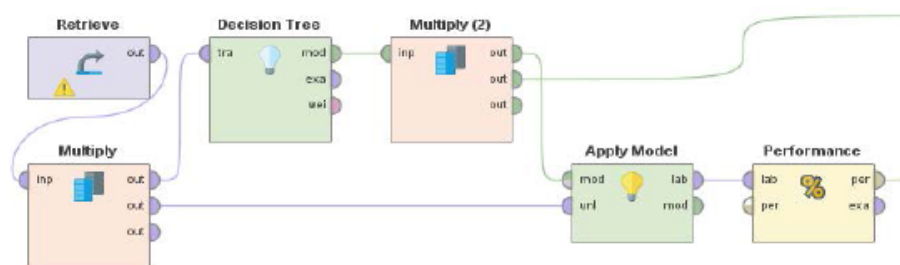 Retrieve
out
Decision Tree
tra
mod
exa
wei
Multiply (2)
inp
out
out
out
Multiply
inp
out
out
out
Apply Model
mod
unl
lab
mod
Performance
lab
per
per
exa
%